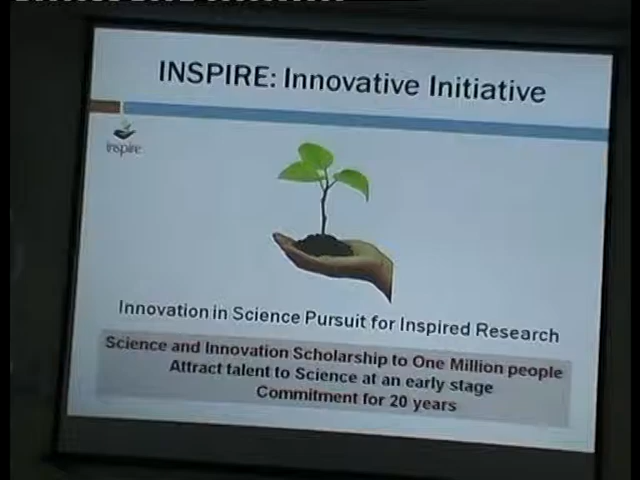 INSPIRE: Innovative Initiative
inspire
Innovation in Science Pursuit for Inspired Research
Science and Innovation Scholarship to One Million people
Attract talent to Science at an early stage
Commitment for 20 years